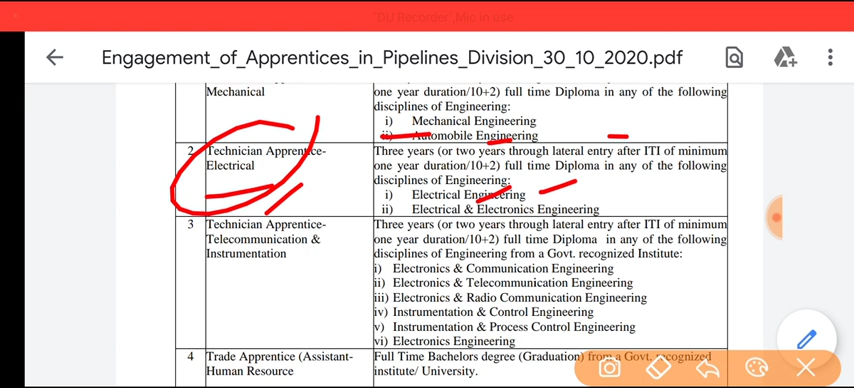 "DU Recorder",Mic in use
Engagement_of_Apprentices_in_Pipelines_Division_30_10_2020.pdf
Mechanical
one year duration/10+2) full time Diploma in any of the following
disciplines of Engineering:
i) Mechanical Engineering
ii) Automobile Engineering
2 Technician Apprentice-
Electrical
Three years (or two years through lateral entry after ITI of minimum
one year duration/10+2) full time Diploma in any of the following
disciplines of Engineering:
i) Electrical Engineering
ii) Electrical & Electronics Engineering
3 Technician Apprentice-
Telecommunication &
Instrumentation
Three years (or two years through lateral entry after ITI of minimum
one year duration/10+2) full time Diploma in any of the following
disciplines of Engineering from a Govt. recognized Institute:
i) Electronics & Communication Engineering
ii) Electronics & Telecommunication Engineering
iii) Electronics & Radio Communication Engineering
iv) Instrumentation & Control Engineering
v) Instrumentation & Process Control Engineering
vi) Electronics Engineering
4 Trade Apprentice (Assistant-
Human Resource
Full Time Bachelors degree (Graduation) from a Govt. recognized
institute/ University.